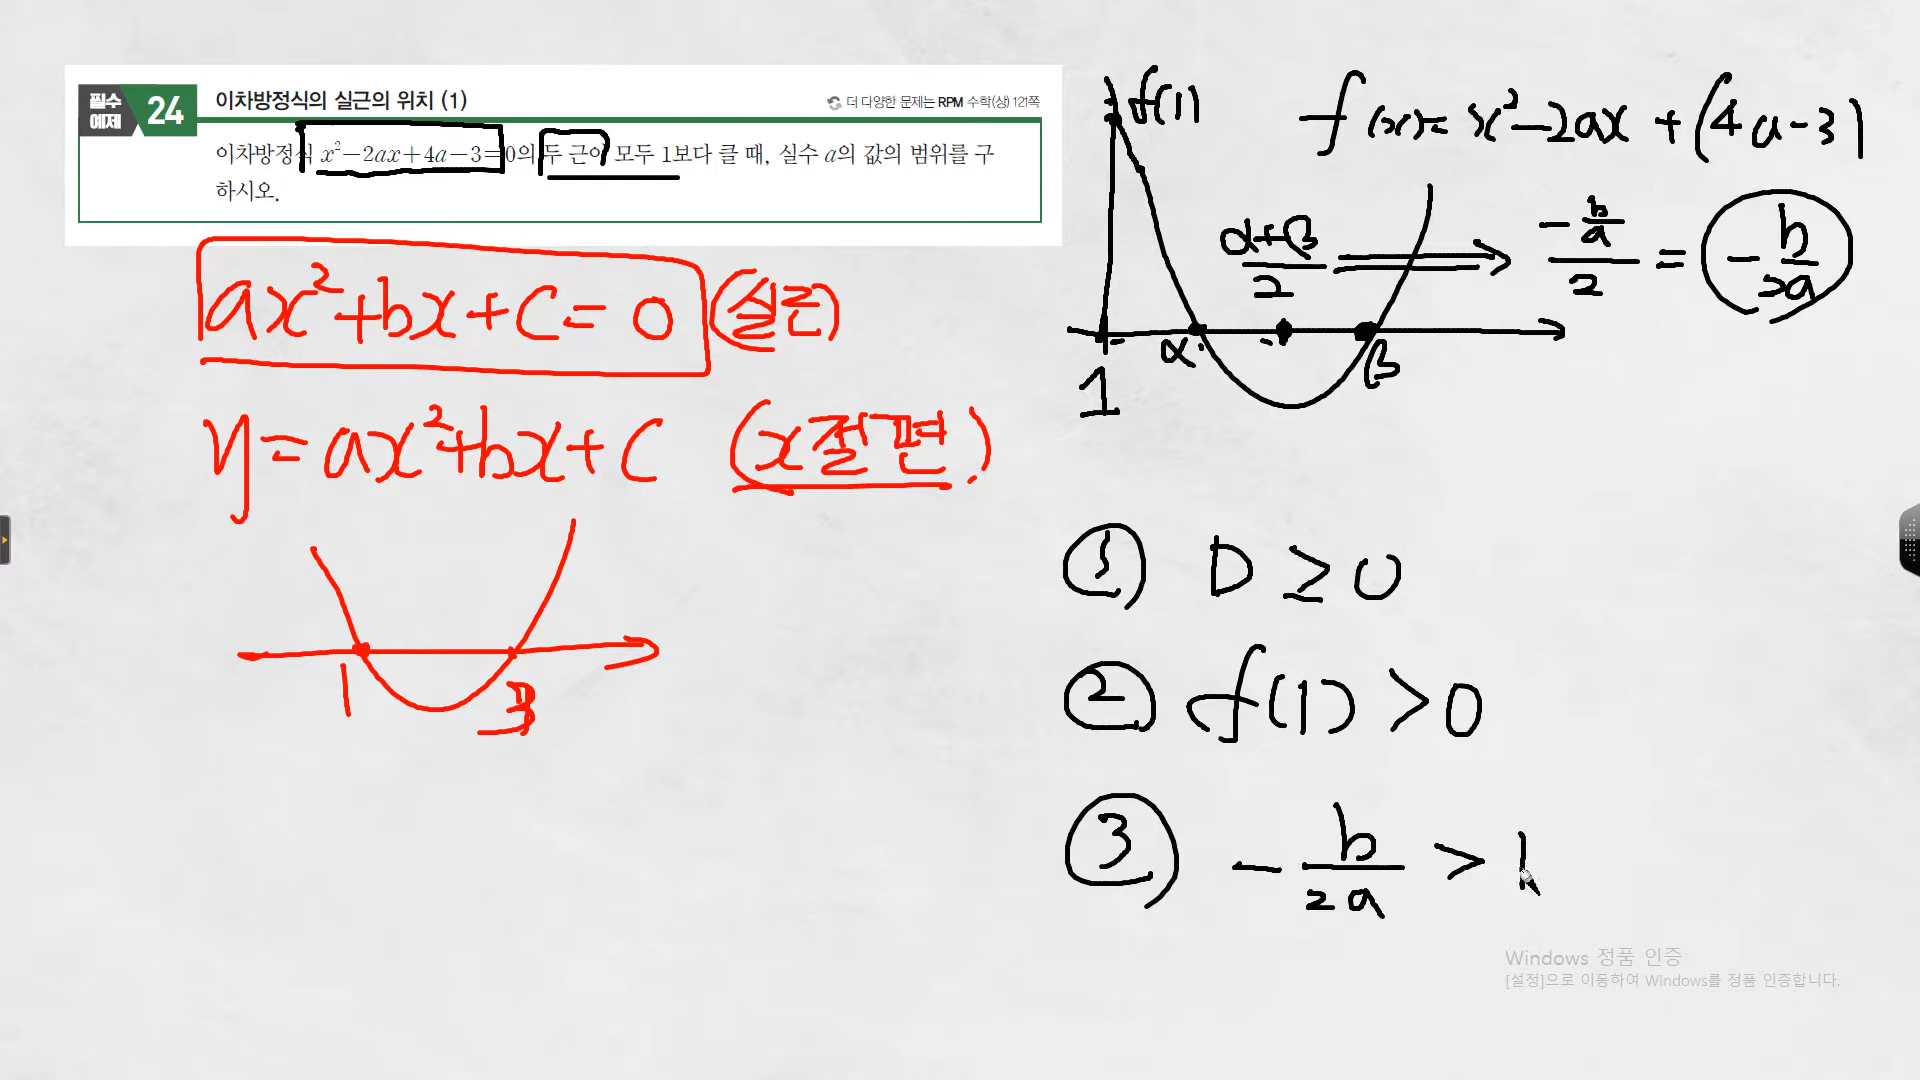 필수 예제 24 이차방정식의 실근의 위치 (1) 더 다양한 문제는 RPM 수학(상) 121쪽
이차방정식 x²−2ax+4a−3=0의 두 근이 모두 1보다 클 때, 실수 a의 값의 범위를 구
하시오.
ax²+bx+c=0 (실근)
y=ax²+bx+c (x절편)
1 3
f(1) f(x)=x²−2ax+(4a−3)
(α+β)/2 ⇒ (−b/a)/2 = −b/2a
α β
1
① D≥0
② f(1)>0
③ −b/2a>1
Windows 정품 인증
[설정]으로 이동하여 Windows를 정품 인증합니다.